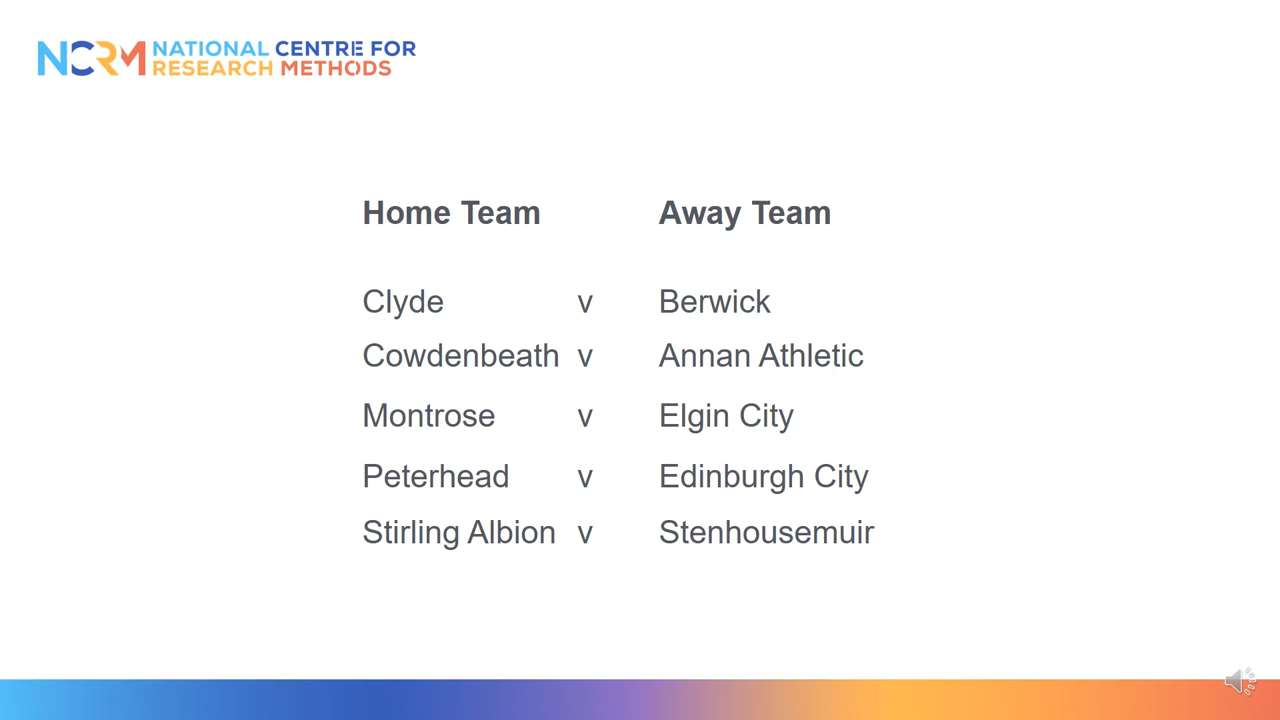 NCRM NATIONAL CENTRE FOR
RESEARCH METHODS
Home Team Away Team
Clyde v Berwick
Cowdenbeath v Annan Athletic
Montrose v Elgin City
Peterhead v Edinburgh City
Stirling Albion v Stenhousemuir